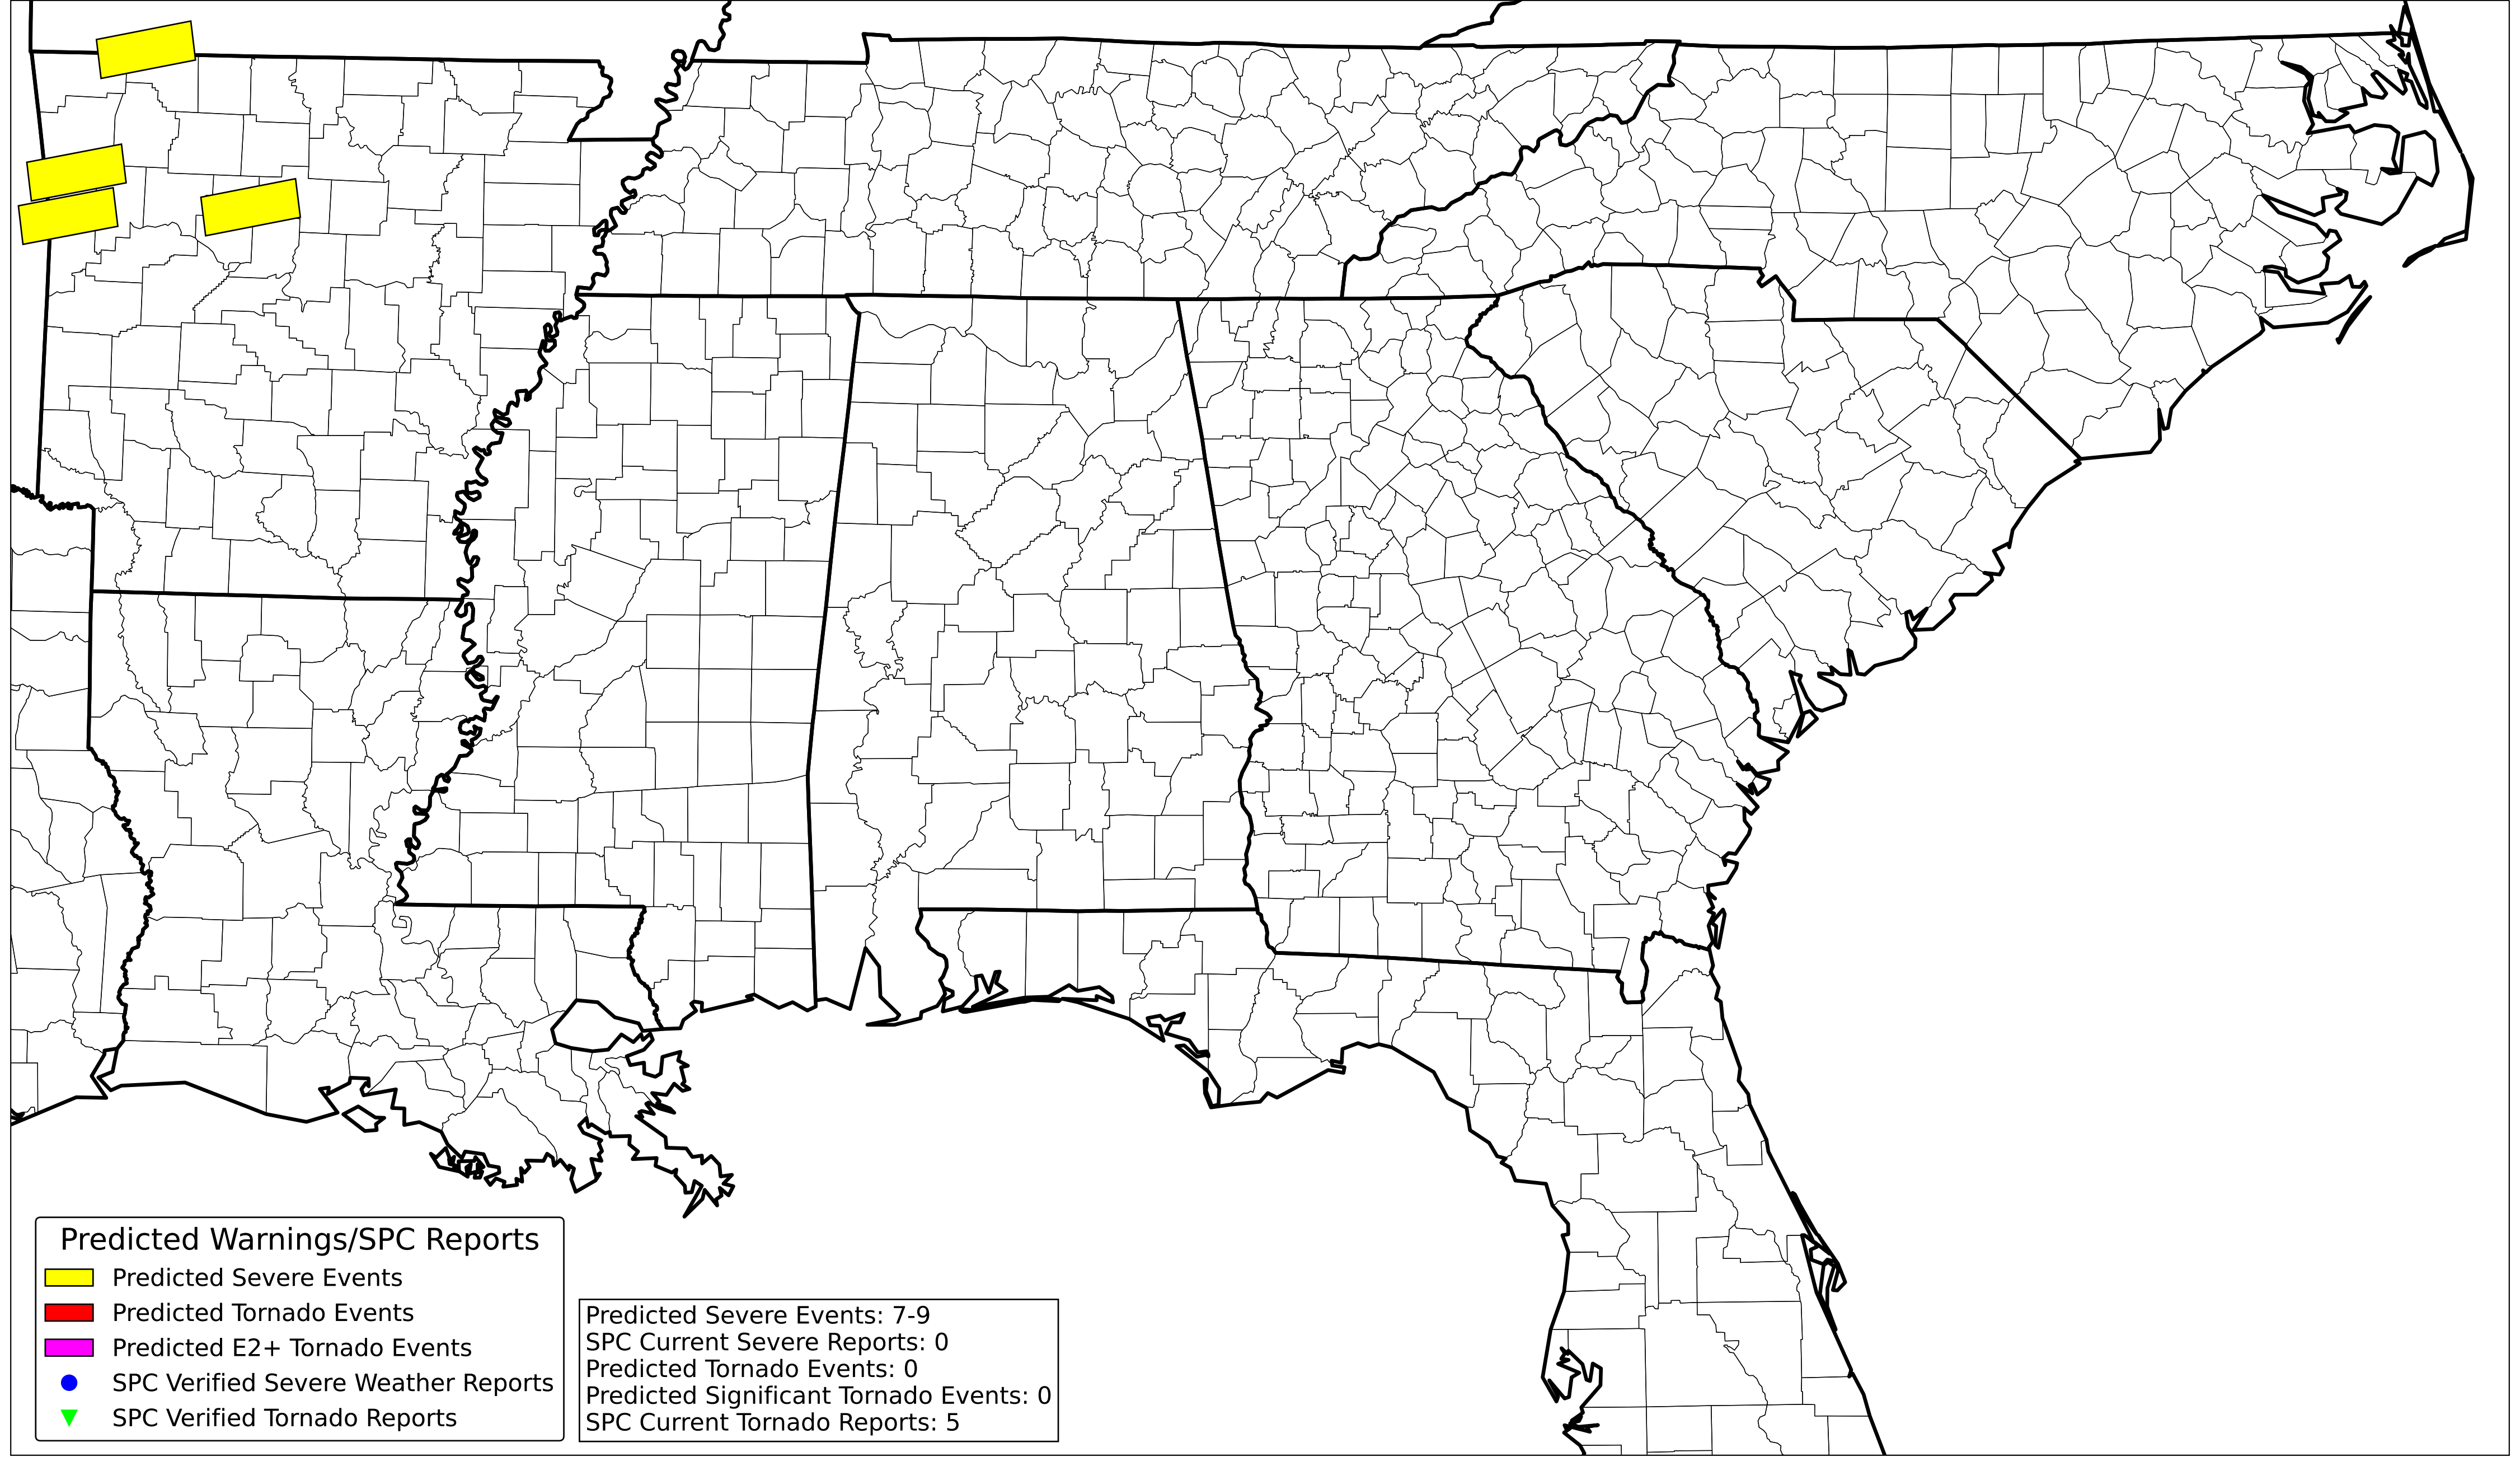 Predicted Warnings/SPC Reports
Predicted Severe Events
Predicted Tornado Events
Predicted E2+ Tornado Events
SPC Verified Severe Weather Reports
SPC Verified Tornado Reports
Predicted Severe Events: 7-9
SPC Current Severe Reports: 0
Predicted Tornado Events: 0
Predicted Significant Tornado Events: 0
SPC Current Tornado Reports: 5